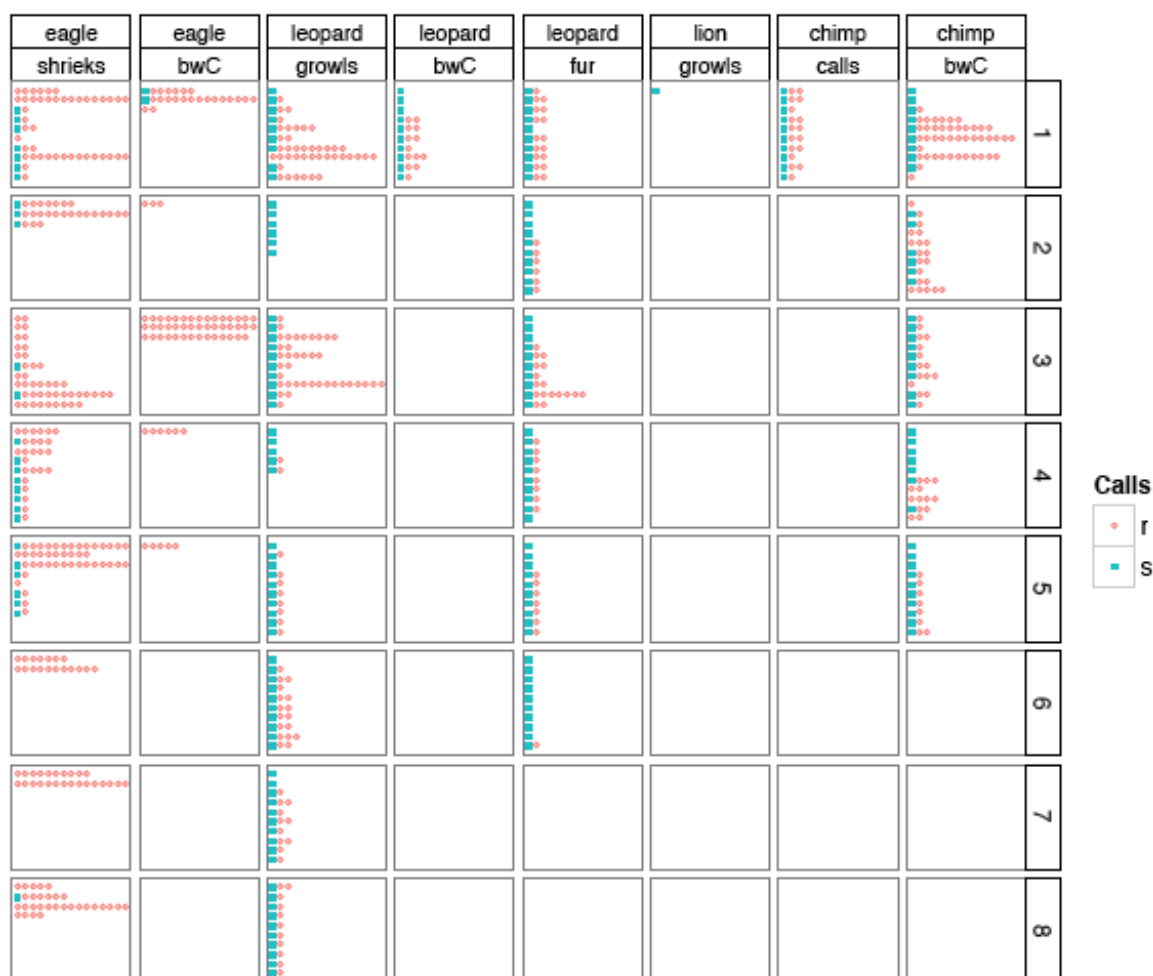 eagle eagle leopard leopard leopard lion chimp chimp
shrieks bwC growls bwC fur growls calls bwC
1
2
3
4
Calls
r
s
5
6
7
8